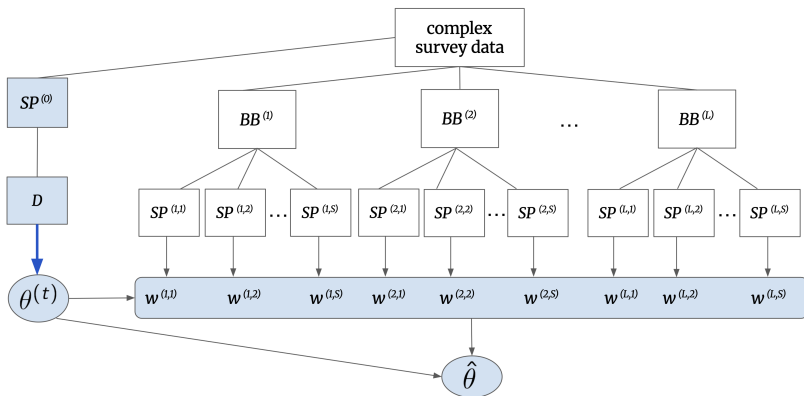 complex
survey data
SP⁽⁰⁾
BB⁽¹⁾ BB⁽²⁾ ... BB⁽ᴸ⁾
D
SP⁽¹,¹⁾ SP⁽¹,²⁾ ... SP⁽¹,ˢ⁾ SP⁽²,¹⁾ SP⁽²,²⁾ ... SP⁽²,ˢ⁾ SP⁽ᴸ,¹⁾ SP⁽ᴸ,²⁾ ... SP⁽ᴸ,ˢ⁾
θ⁽ᵗ⁾ w⁽¹,¹⁾ w⁽¹,²⁾ w⁽¹,ˢ⁾ w⁽²,¹⁾ w⁽²,²⁾ w⁽²,ˢ⁾ w⁽ᴸ,¹⁾ w⁽ᴸ,²⁾ w⁽ᴸ,ˢ⁾
θ̂